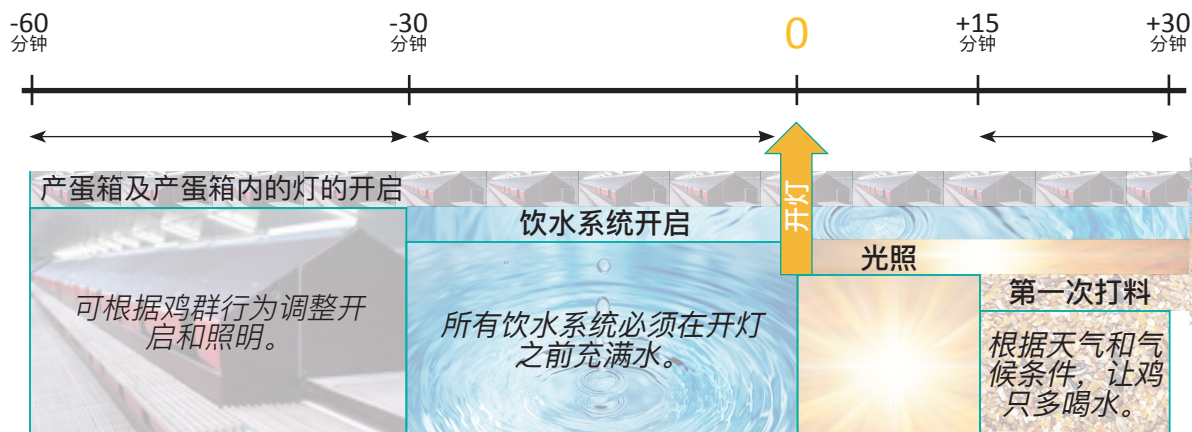 -60
分钟
-30
分钟
0
+15
分钟
+30
分钟
产蛋箱及产蛋箱内的灯的开启
饮水系统开启
开灯
光照
第一次打料
可根据鸡群行为调整开
启和照明。
所有饮水系统必须在开灯
之前充满水。
根据天气和气
候条件，让鸡
只多喝水。